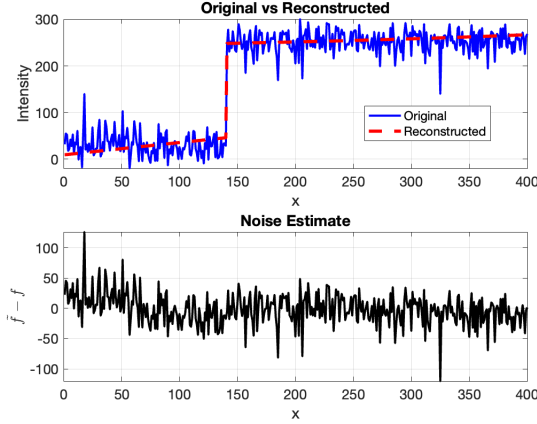 Original vs Reconstructed
300
200
100
0
Intensity
0 50 100 150 200 250 300 350 400
x
Original
Reconstructed
Noise Estimate
100
50
0
-50
-100
f̄ − f
0 50 100 150 200 250 300 350 400
x